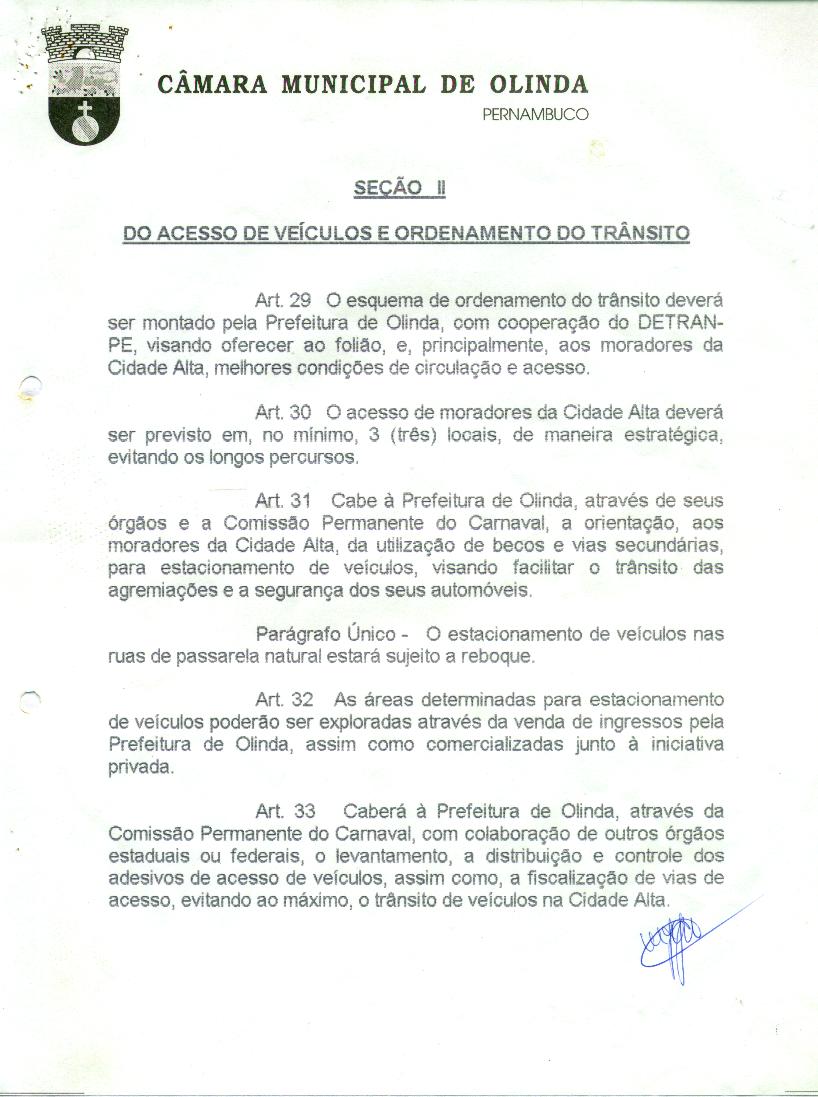 CÂMARA MUNICIPAL DE OLINDA
PERNAMBUCO
SEÇÃO II
DO ACESSO DE VEÍCULOS E ORDENAMENTO DO TRÂNSITO
Art. 29 O esquema de ordenamento do trânsito deverá
ser montado pela Prefeitura de Olinda, com cooperação do DETRAN-
PE, visando oferecer ao folião, e, principalmente, aos moradores da
Cidade Alta, melhores condições de circulação e acesso.
Art. 30 O acesso de moradores da Cidade Alta deverá
ser previsto em, no mínimo, 3 (três) locais, de maneira estratégica,
evitando os longos percursos.
Art. 31 Cabe à Prefeitura de Olinda, através de seus
órgãos e a Comissão Permanente do Carnaval, a orientação, aos
moradores da Cidade Alta, da utilização de becos e vias secundárias,
para estacionamento de veículos, visando facilitar o trânsito das
agremiações e a segurança dos seus automóveis.
Parágrafo Único - O estacionamento de veículos nas
ruas de passarela natural estará sujeito a reboque.
Art. 32 As áreas determinadas para estacionamento
de veículos poderão ser exploradas através da venda de ingressos pela
Prefeitura de Olinda, assim como comercializadas junto à iniciativa
privada.
Art. 33 Caberá à Prefeitura de Olinda, através da
Comissão Permanente do Carnaval, com colaboração de outros órgãos
estaduais ou federais, o levantamento, a distribuição e controle dos
adesivos de acesso de veículos, assim como, a fiscalização de vias de
acesso, evitando ao máximo, o trânsito de veículos na Cidade Alta.